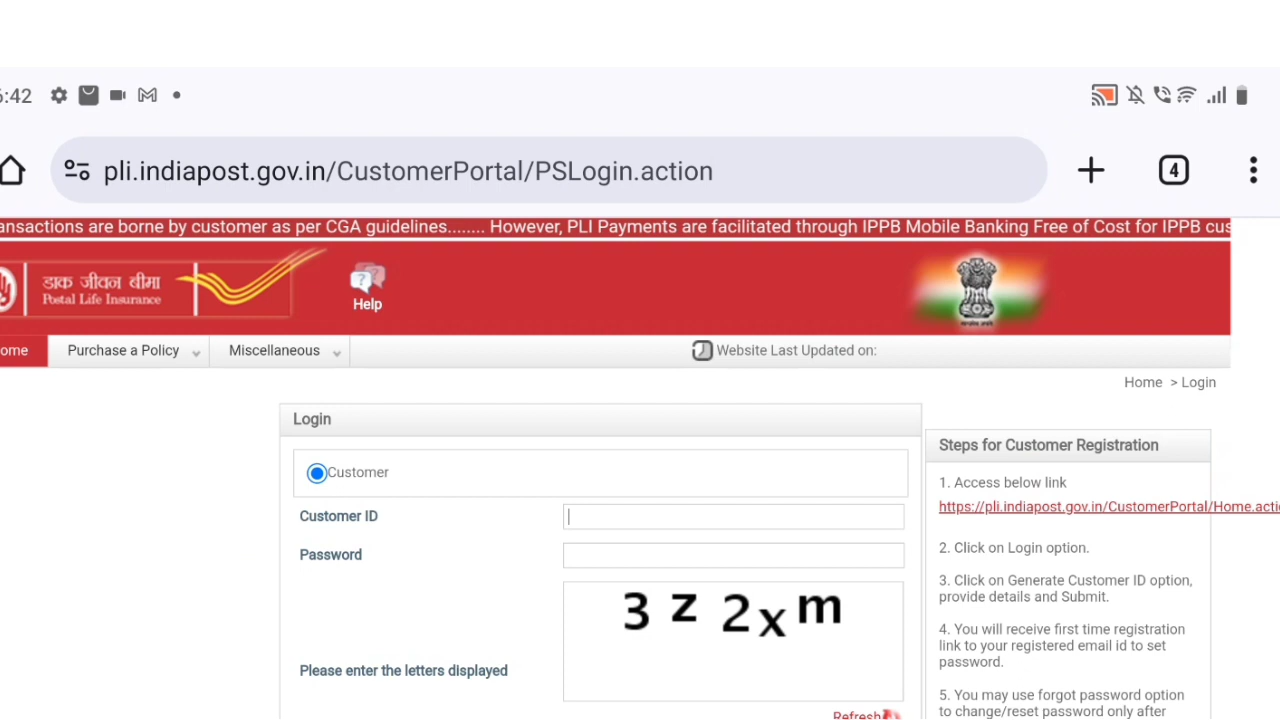 6:42
pli.indiapost.gov.in/CustomerPortal/PSLogin.action
4
ansactions are borne by customer as per CGA guidelines........ However, PLI Payments are facilitated through IPPB Mobile Banking Free of Cost for IPPB cus
डाक जीवन बीमा
Postal Life Insurance
Help
ome
Purchase a Policy
Miscellaneous
Website Last Updated on:
Home > Login
Login
Customer
Customer ID
Password
3 z 2 x m
Please enter the letters displayed
Refresh
Steps for Customer Registration
1. Access below link
https://pli.indiapost.gov.in/CustomerPortal/Home.acti
2. Click on Login option.
3. Click on Generate Customer ID option,
provide details and Submit.
4. You will receive first time registration
link to your registered email id to set
password.
5. You may use forgot password option
to change/reset password only after